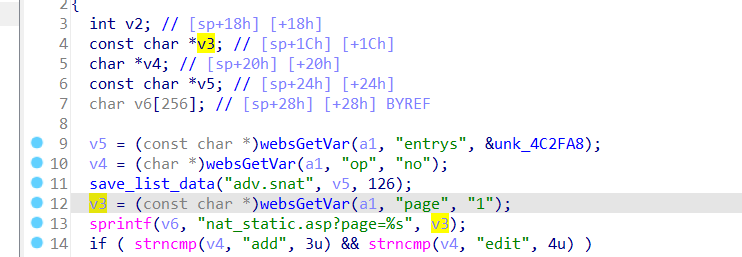 2 {
3 int v2; // [sp+18h] [+18h]
4 const char *v3; // [sp+1Ch] [+1Ch]
5 char *v4; // [sp+20h] [+20h]
6 const char *v5; // [sp+24h] [+24h]
7 char v6[256]; // [sp+28h] [+28h] BYREF
8
9 v5 = (const char *)websGetVar(a1, "entrys", &unk_4C2FA8);
10 v4 = (char *)websGetVar(a1, "op", "no");
11 save_list_data("adv.snat", v5, 126);
12 v3 = (const char *)websGetVar(a1, "page", "1");
13 sprintf(v6, "nat_static.asp?page=%s", v3);
14 if ( strncmp(v4, "add", 3u) && strncmp(v4, "edit", 4u) )